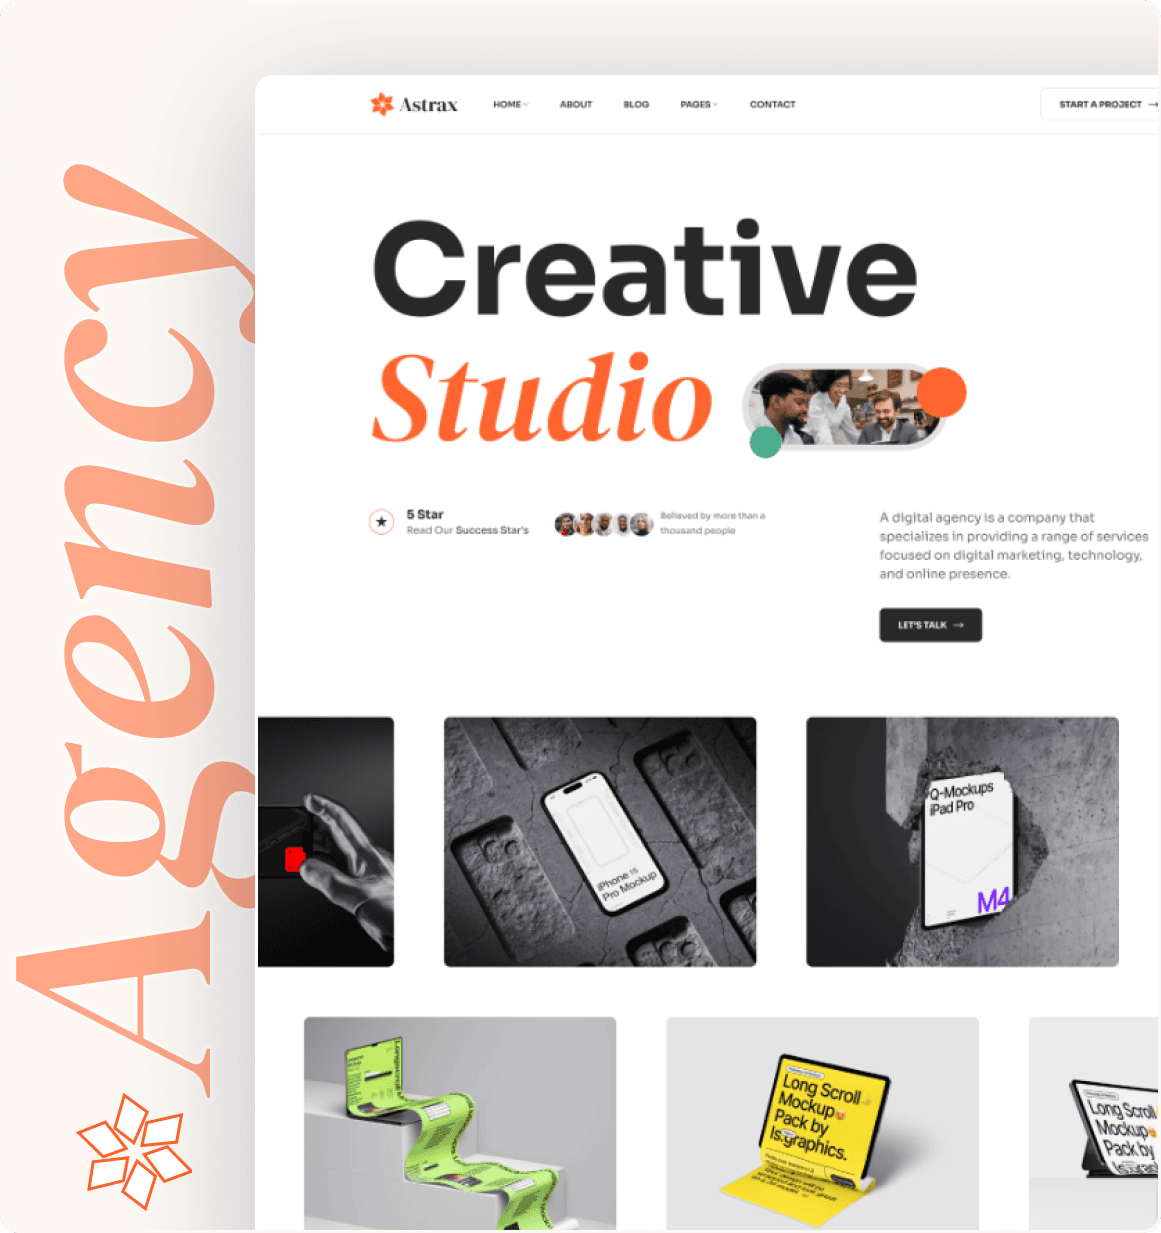 Agency
Astrax
HOME
ABOUT
BLOG
PAGES
CONTACT
START A PROJECT →
Creative
Studio
★
5 Star
Read Our Success Star's
Believed by more than a
thousand people
A digital agency is a company that
specializes in providing a range of services
focused on digital marketing, technology,
and online presence.
LET'S TALK →
iPhone 15
Pro Mockup
Q-Mockups
iPad Pro
M4
Long Scroll
Mockup
Pack by
ls.graphics.
Long Scroll
Mockup
Pack by
ls.grap